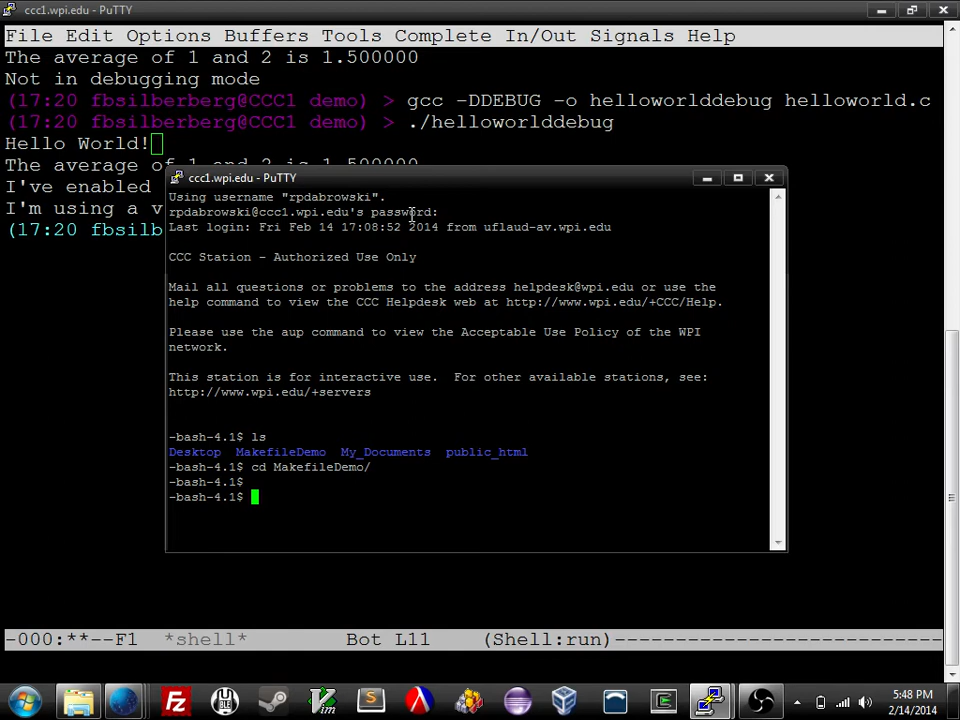 ccc1.wpi.edu - PuTTY
File Edit Options Buffers Tools Complete In/Out Signals Help
The average of 1 and 2 is 1.500000
Not in debugging mode
(17:20 fbsilberberg@CCC1 demo) > gcc -DDEBUG -o helloworlddebug helloworld.c
(17:20 fbsilberberg@CCC1 demo) > ./helloworlddebug
Hello World!
The average of 1 and 2 is 1.500000
I've enabled
I'm using a v
(17:20 fbsilb
ccc1.wpi.edu - PuTTY
Using username "rpdabrowski".
rpdabrowski@ccc1.wpi.edu's password:
Last login: Fri Feb 14 17:08:52 2014 from uflaud-av.wpi.edu
CCC Station - Authorized Use Only
Mail all questions or problems to the address helpdesk@wpi.edu or use the
help command to view the CCC Helpdesk web at http://www.wpi.edu/+CCC/Help.
Please use the aup command to view the Acceptable Use Policy of the WPI
network.
This station is for interactive use.  For other available stations, see:
http://www.wpi.edu/+servers
-bash-4.1$ ls
Desktop  MakefileDemo  My_Documents  public_html
-bash-4.1$ cd MakefileDemo/
-bash-4.1$
-bash-4.1$
-000:**--F1  *shell*        Bot L11    (Shell:run)----------------------------
5:48 PM
2/14/2014